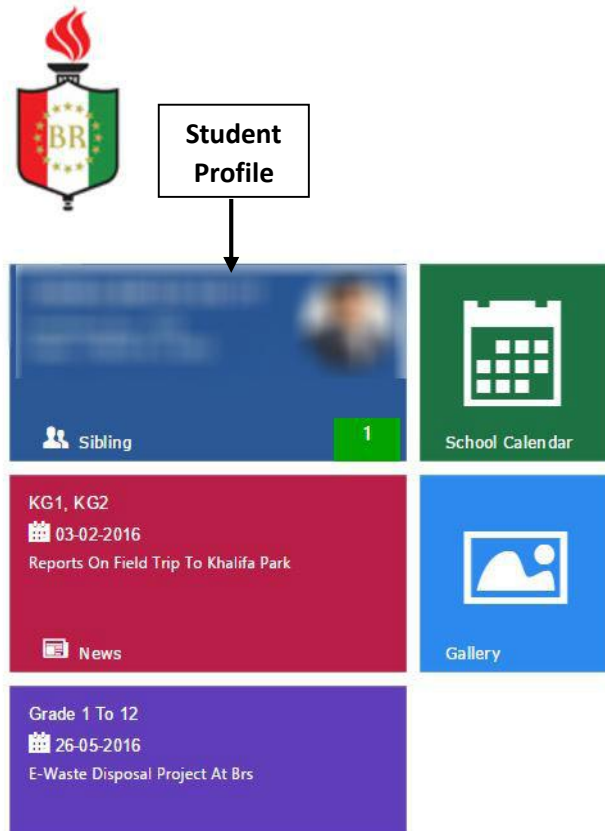 BR
Student
Profile
Sibling
1
School Calendar
KG1, KG2
03-02-2016
Reports On Field Trip To Khalifa Park
News
Gallery
Grade 1 To 12
26-05-2016
E-Waste Disposal Project At Brs